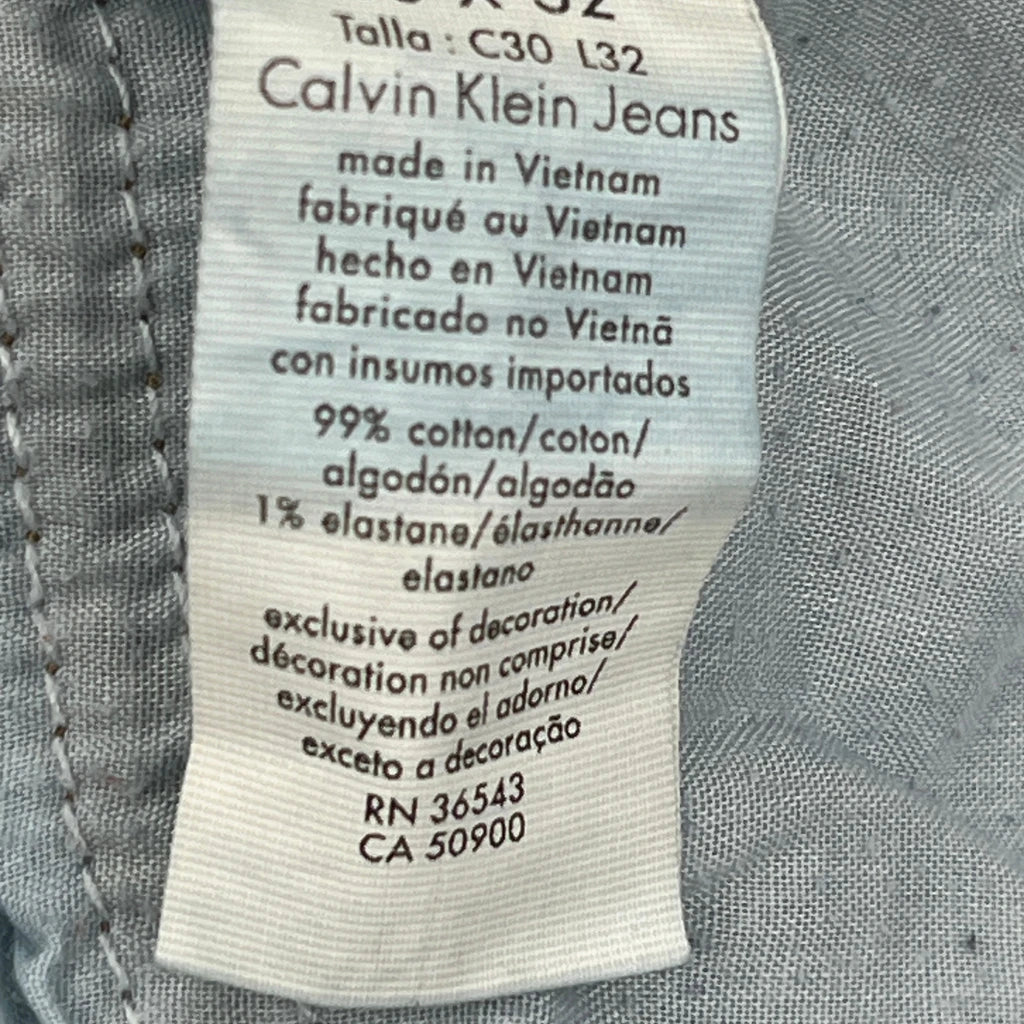 Talla : C30 L32
Calvin Klein Jeans
made in Vietnam
fabriqué au Vietnam
hecho en Vietnam
fabricado no Vietnã
con insumos importados
99% cotton/coton/
algodón/algodão
1% elastane/élasthanne/
elastano
exclusive of decoration/
décoration non comprise/
excluyendo el adorno/
exceto a decoração
RN 36543
CA 50900